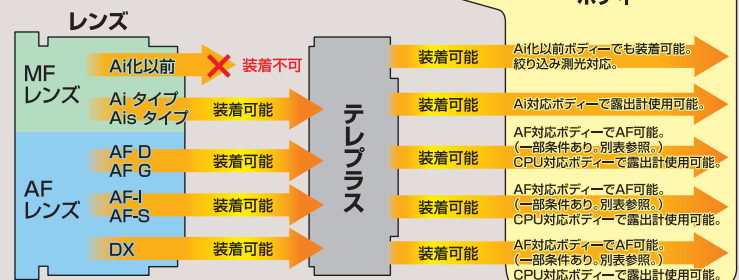 レンズ
MF
レンズ
Ai化以前
装着不可
Ai タイプ
Ais タイプ
装着可能
AF
レンズ
AF D
AF G
装着可能
AF-I
AF-S
装着可能
DX
装着可能
テレプラス
装着可能
Ai化以前ボディーでも装着可能。
絞り込み測光対応。
装着可能
Ai対応ボディーで露出計使用可能。
装着可能
AF対応ボディーでAF可能。
(一部条件あり。別表参照。)
CPU対応ボディーで露出計使用可能。
装着可能
AF対応ボディーでAF可能。
(一部条件あり。別表参照。)
CPU対応ボディーで露出計使用可能。
装着可能
AF対応ボディーでAF可能。
(一部条件あり。別表参照。)
CPU対応ボディーで露出計使用可能。